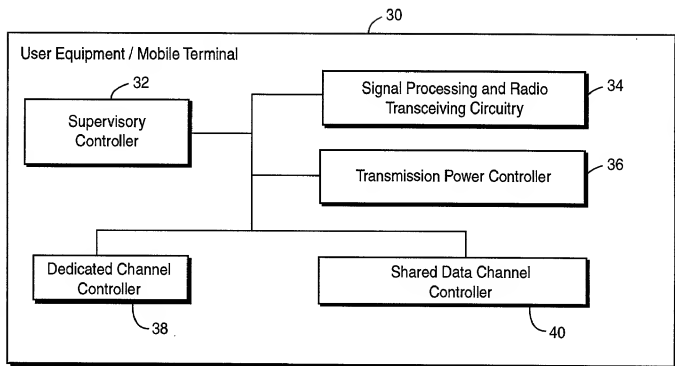 30
User Equipment / Mobile Terminal
32
Supervisory
Controller
Signal Processing and Radio
Transceiving Circuitry
34
Transmission Power Controller
36
Dedicated Channel
Controller
38
Shared Data Channel
Controller
40